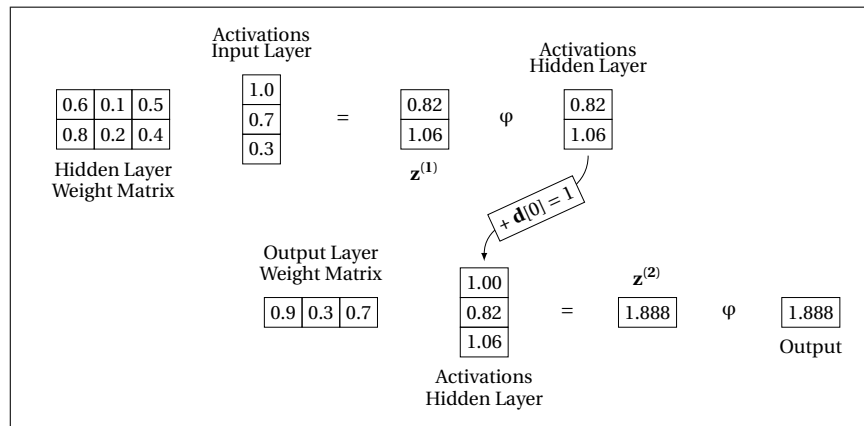 Activations
Input Layer
Activations
Hidden Layer
0.6 0.1 0.5
0.8 0.2 0.4
1.0
0.7
0.3
=
0.82
1.06
φ
0.82
1.06
Hidden Layer
Weight Matrix
z⁽¹⁾
+ d[0] = 1
Output Layer
Weight Matrix
0.9 0.3 0.7
1.00
0.82
1.06
=
z⁽²⁾
1.888
φ
1.888
Output
Activations
Hidden Layer